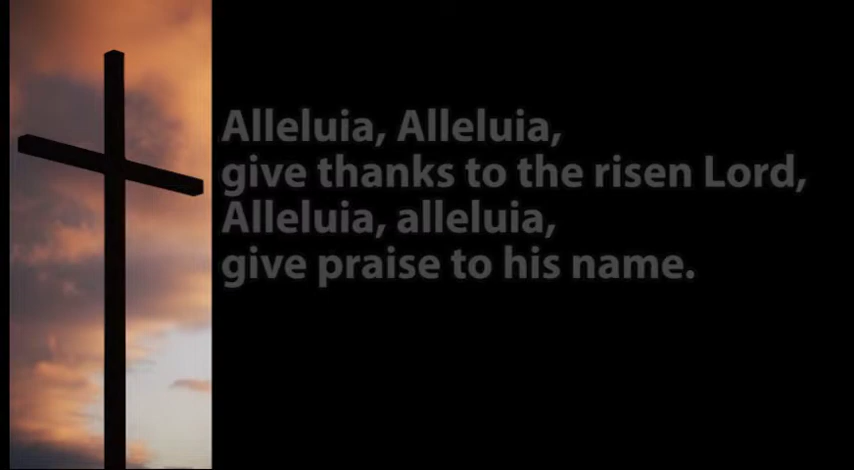 Alleluia, Alleluia,
give thanks to the risen Lord,
Alleluia, alleluia,
give praise to his name.